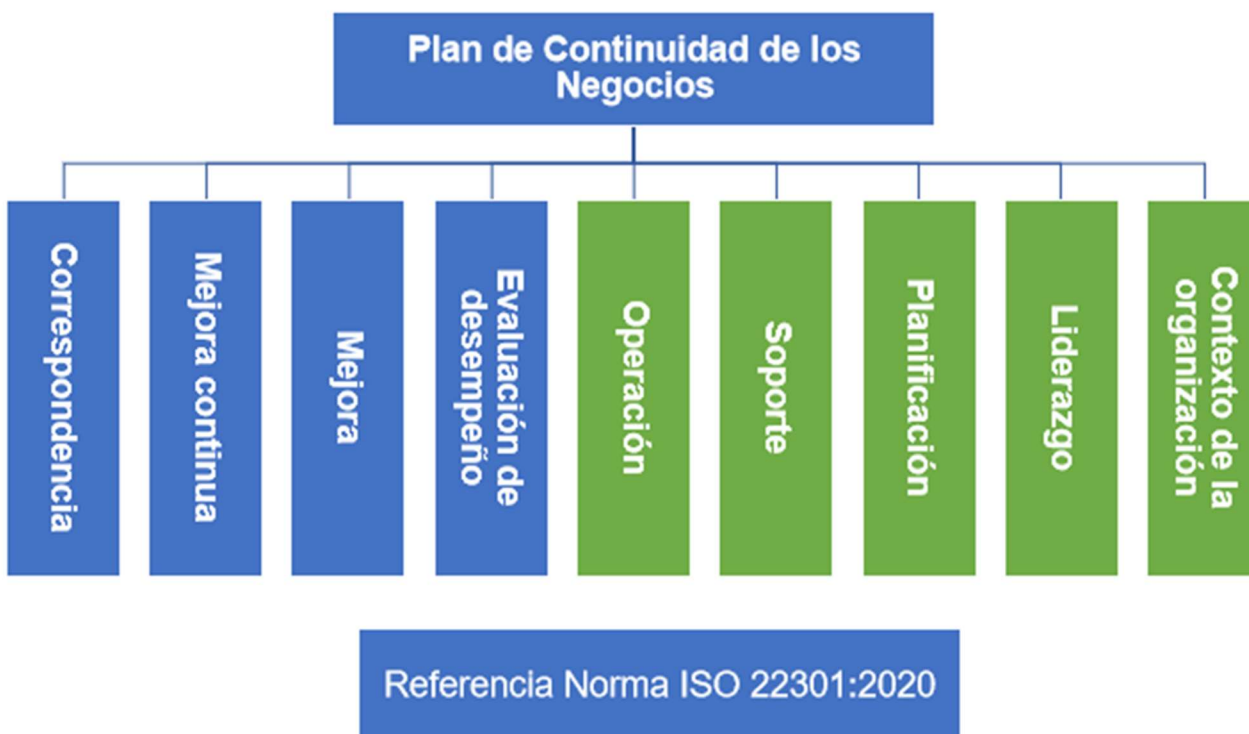 Plan de Continuidad de los
Negocios
Correspondencia
Mejora continua
Mejora
Evaluación de
desempeño
Operación
Soporte
Planificación
Liderazgo
Contexto de la
organización
Referencia Norma ISO 22301:2020